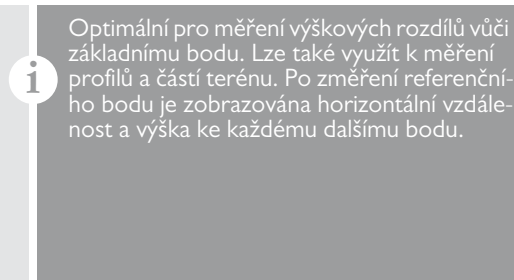 Optimální pro měření výškových rozdílů vůči
základnímu bodu. Lze také využít k měření
i profilů a částí terénu. Po změření referenční-
ho bodu je zobrazována horizontální vzdále-
nost a výška ke každému dalšímu bodu.